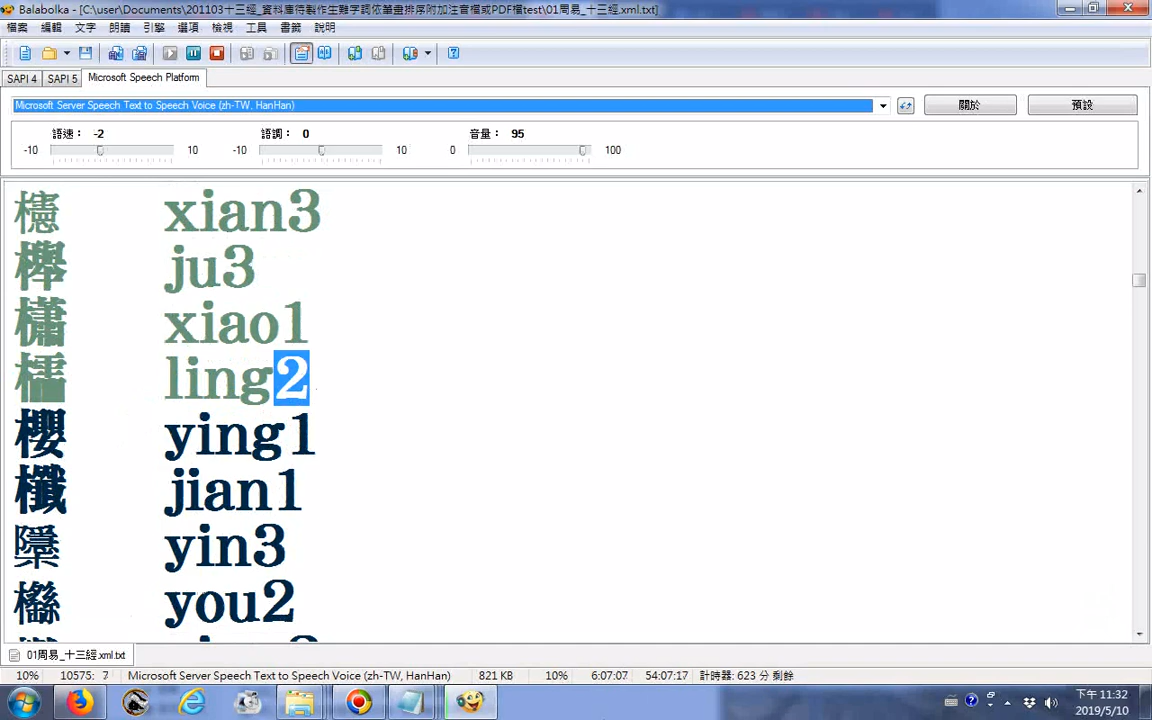 Balabolka - [C:\user\Documents\201103十三經_資料庫待製作生難字詞依筆畫排序附加注音檔或PDF檔test\01周易_十三經.xml.txt]
檔案 編輯 文字 朗讀 引擎 選項 檢視 工具 書籤 說明
SAPI 4 SAPI 5 Microsoft Speech Platform
Microsoft Server Speech Text to Speech Voice (zh-TW, HanHan) 關於 預設
語速： -2 語調： 0 音量： 95
-10 10 -10 10 0 100
櫶 xian3
櫸 ju3
櫹 xiao1
櫺 ling2
櫻 ying1
櫼 jian1
櫽 yin3
櫾 you2
01周易_十三經.xml.txt
10% 10575: 7 Microsoft Server Speech Text to Speech Voice (zh-TW, HanHan) 821 KB 10% 6:07:07 54:07:17 計時器: 623 分 剩餘
下午 11:32
2019/5/10